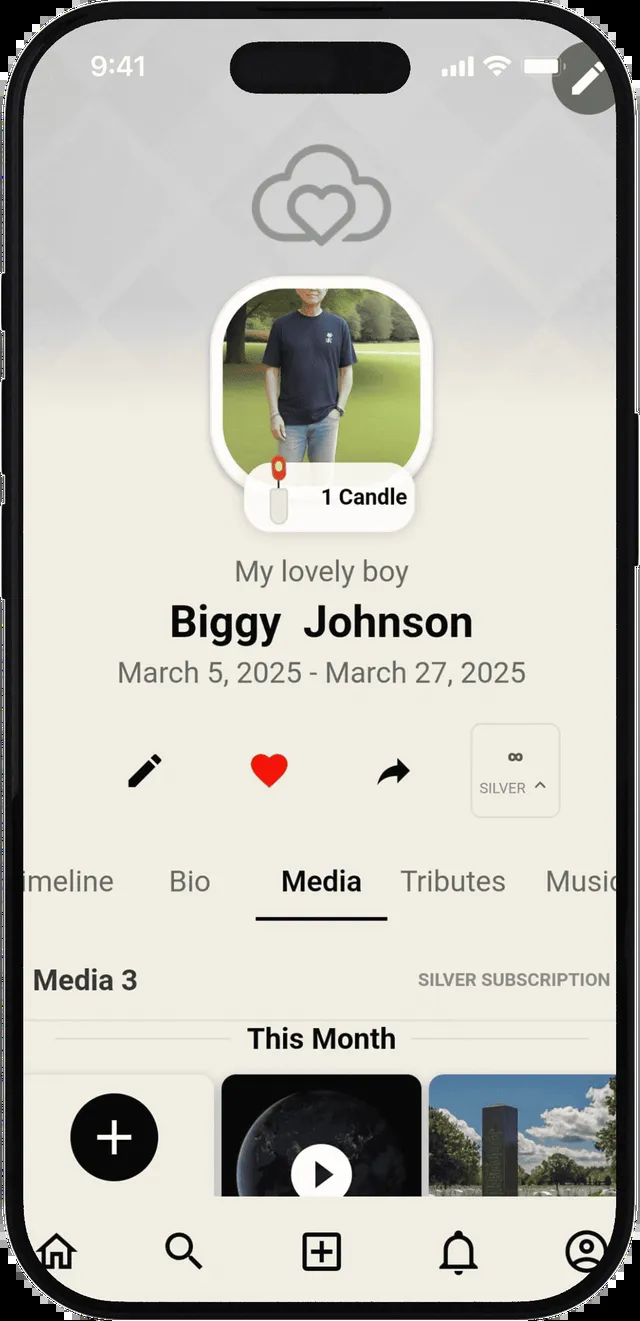 9:41
1 Candle
My lovely boy
Biggy Johnson
March 5, 2025 - March 27, 2025
∞
SILVER
imeline Bio Media Tributes Music
Media 3
SILVER SUBSCRIPTION
This Month